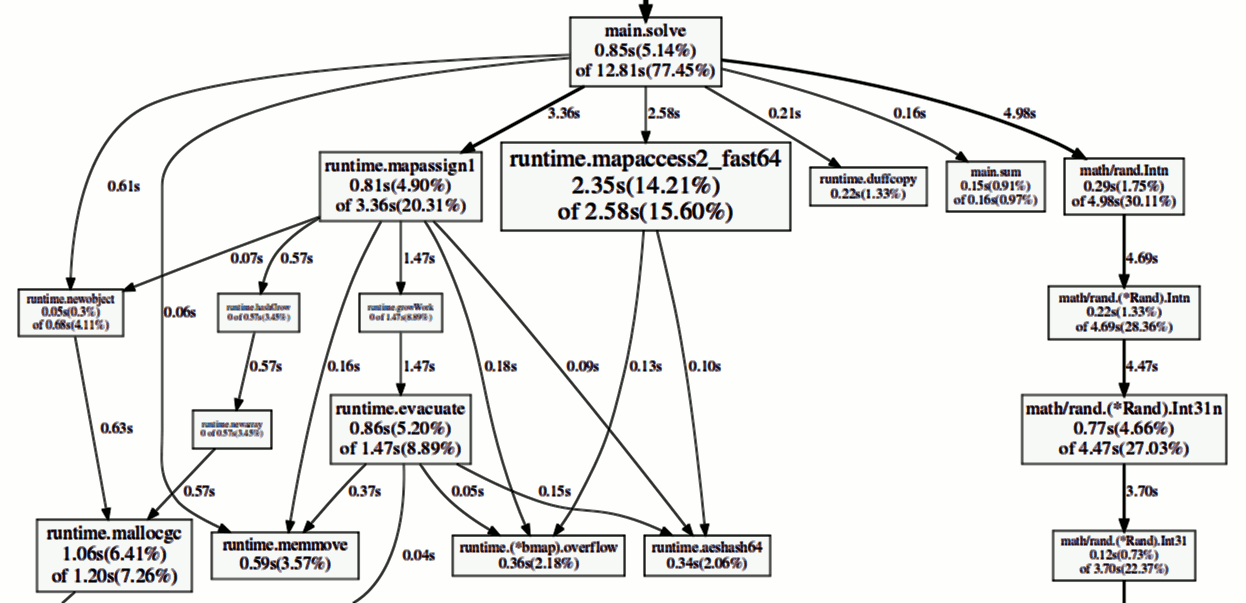 main.solve
0.85s(5.14%)
of 12.81s(77.45%)
3.36s
2.58s
0.21s
0.16s
4.98s
0.61s
runtime.mapassign1
0.81s(4.90%)
of 3.36s(20.31%)
runtime.mapaccess2_fast64
2.35s(14.21%)
of 2.58s(15.60%)
runtime.duffcopy
0.22s(1.33%)
main.sum
0.15s(0.91%)
of 0.16s(0.97%)
math/rand.Intn
0.29s(1.75%)
of 4.98s(30.11%)
0.07s
0.57s
1.47s
4.69s
runtime.newobject
0.05s(0.3%)
of 0.68s(4.11%)
0.06s
runtime.hashGrow
0 of 0.57s(3.45%)
runtime.growWork
0 of 1.47s(8.89%)
math/rand.(*Rand).Intn
0.22s(1.33%)
of 4.69s(28.36%)
0.57s
0.16s
1.47s
0.18s
0.09s
0.13s
0.10s
4.47s
0.63s
runtime.newarray
0 of 0.57s(3.45%)
runtime.evacuate
0.86s(5.20%)
of 1.47s(8.89%)
math/rand.(*Rand).Int31n
0.77s(4.66%)
of 4.47s(27.03%)
0.57s
0.37s
0.05s
0.15s
3.70s
runtime.mallocgc
1.06s(6.41%)
of 1.20s(7.26%)
runtime.memmove
0.59s(3.57%)
0.04s
runtime.(*bmap).overflow
0.36s(2.18%)
runtime.aeshash64
0.34s(2.06%)
math/rand.(*Rand).Int31
0.12s(0.73%)
of 3.70s(22.37%)